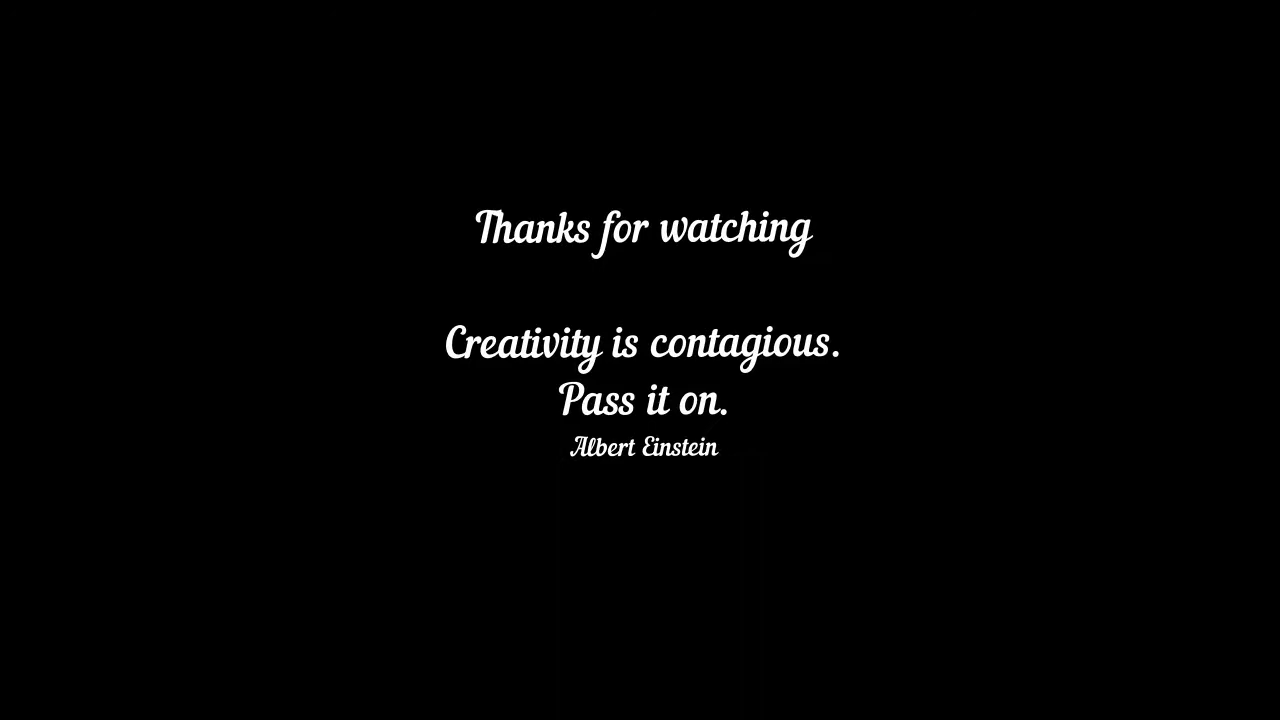 Thanks for watching
Creativity is contagious.
Pass it on.
Albert Einstein